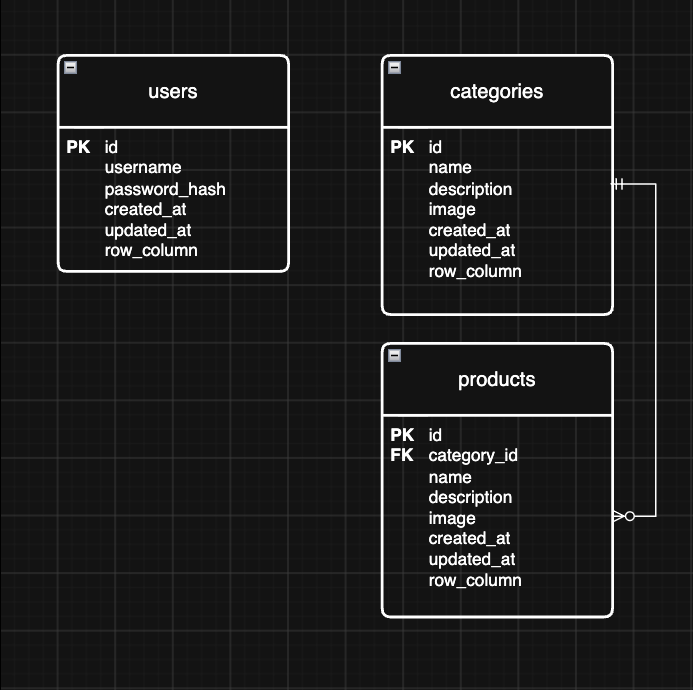 users
PK id
username
password_hash
created_at
updated_at
row_column
categories
PK id
name
description
image
created_at
updated_at
row_column
products
PK id
FK category_id
name
description
image
created_at
updated_at
row_column